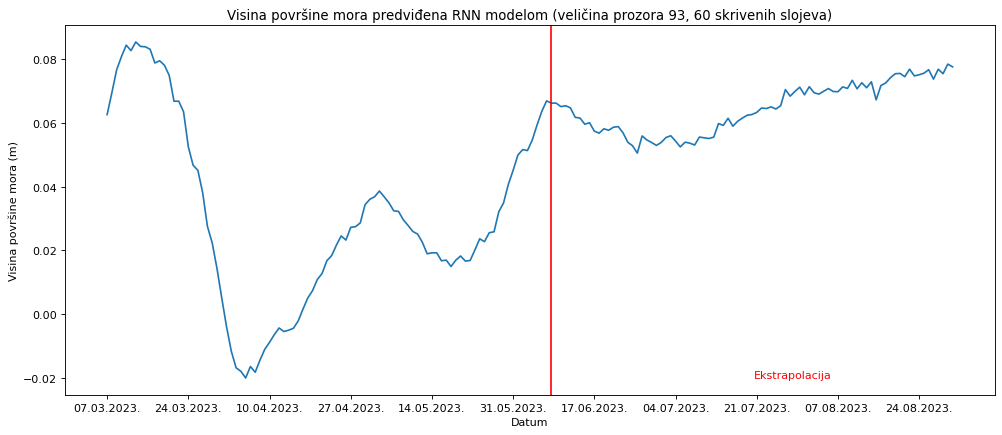 Visina površine mora predviđena RNN modelom (veličina prozora 93, 60 skrivenih slojeva)
Visina površine mora (m)
0.08
0.06
0.04
0.02
0.00
−0.02
Ekstrapolacija
07.03.2023. 24.03.2023. 10.04.2023. 27.04.2023. 14.05.2023. 31.05.2023. 17.06.2023. 04.07.2023. 21.07.2023. 07.08.2023. 24.08.2023.
Datum